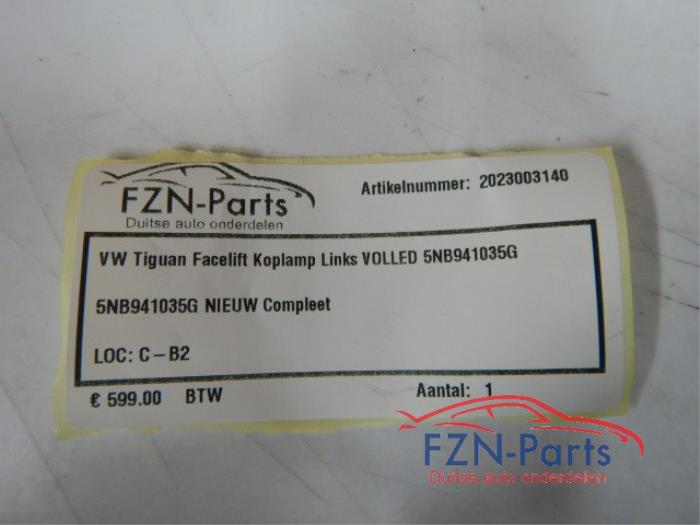 FZN-Parts
Duitse auto onderdelen
Artikelnummer: 2023003140
VW Tiguan Facelift Koplamp Links VOLLED 5NB941035G
5NB941035G NIEUW Compleet
LOC: C-B2
€ 599.00 BTW
Aantal: 1
FZN-Parts
Duitse auto onderdelen